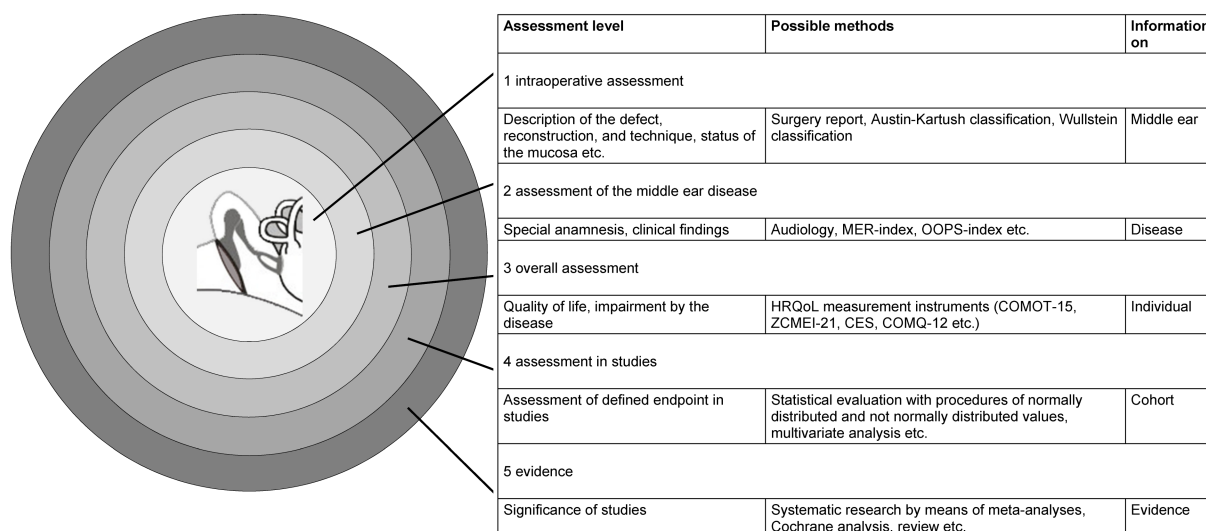 Assessment level Possible methods Information
on
1 intraoperative assessment
Description of the defect, Surgery report, Austin-Kartush classification, Wullstein Middle ear
reconstruction, and technique, status of classification
the mucosa etc.
2 assessment of the middle ear disease
Special anamnesis, clinical findings Audiology, MER-index, OOPS-index etc. Disease
3 overall assessment
Quality of life, impairment by the HRQoL measurement instruments (COMOT-15, Individual
disease ZCMEI-21, CES, COMQ-12 etc.)
4 assessment in studies
Assessment of defined endpoint in Statistical evaluation with procedures of normally Cohort
studies distributed and not normally distributed values,
multivariate analysis etc.
5 evidence
Significance of studies Systematic research by means of meta-analyses, Evidence
Cochrane analysis, review etc.